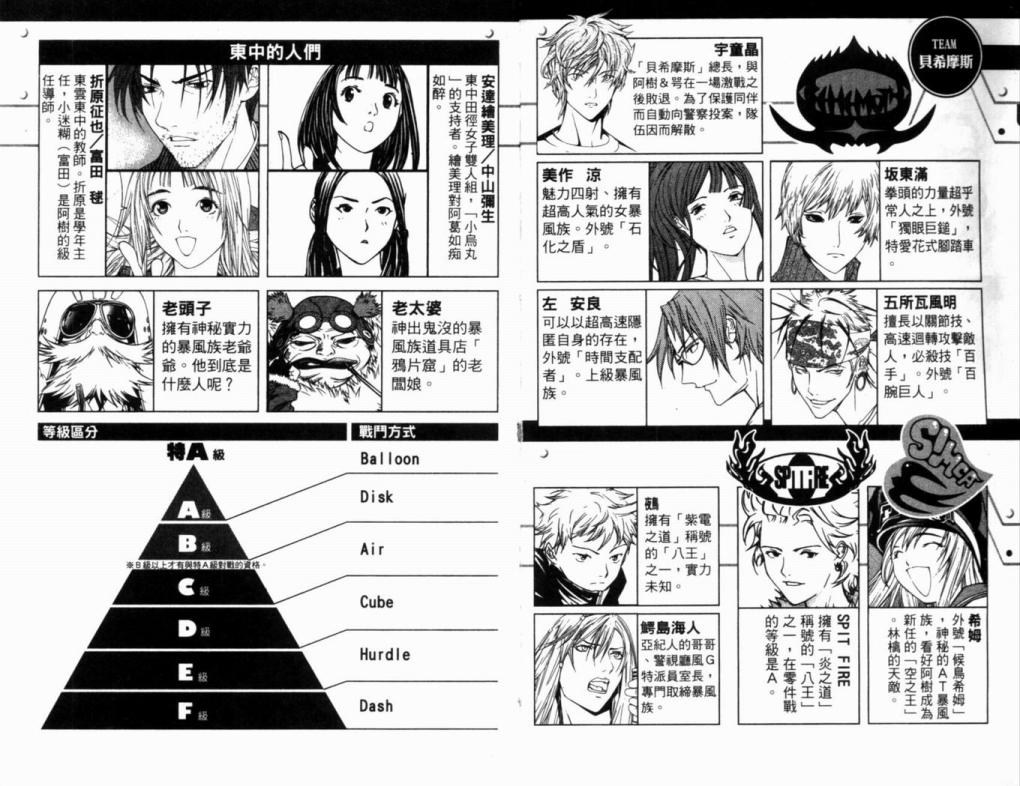 TEAM
貝希摩斯
BEHEMOTH
宇童晶
「貝希摩斯」總長，與
阿樹＆咢在一場激戰之
後敗退。為了保護同伴
而自動向警察投案，隊
伍因而解散。
坂東滿
拳頭的力量超乎
常人之上，外號
「獨眼巨鎚」，
特愛花式腳踏車
。
美作　涼
魅力四射、擁有
超高人氣的女暴
風族。外號「石
化之盾」。
五所瓦風明
擅長以關節技、
高速迴轉攻擊敵
人，必殺技「百
手」。外號「百
腕巨人」。
左　安良
可以以超高速隱
匿自身的存在，
外號「時間支配
者」。上級暴風
族。
SIMCA
希姆
外號「候鳥希姆」
，神秘的AT暴風
族，看好阿樹成為
新任的「空之王」
。林檎的天敵。
SPITFIRE
SPIT FIRE
擁有「炎之道」
稱號的「八王」
之一，在零件戰
的等級是A。
鵺
擁有「紫電
之道」稱號
的「八王」
之一，實力
未知。
鰐島海人
亞紀人的哥哥
、警視廳風G
特派員室長，
專門取締暴風
族。
東中的人們
安達繪美理／中山彌生
東中田徑女子雙人組，「小烏丸
」的支持者。繪美理對阿葛如痴
如醉。
折原征也／富田　毬
東雲東中的教師。折原是學年主
任，小迷糊（富田）是阿樹的級
任導師。
老頭子
擁有神秘實力
的暴風族老爺
爺。他到底是
什麼人呢？
老太婆
神出鬼沒的暴
風族道具店「
鴉片窟」的老
闆娘。
等級區分
戰鬥方式
特A級
A級
B級
※B級以上才有與特A級對戰的資格。
C級
D級
E級
F級
Balloon
Disk
Air
Cube
Hurdle
Dash